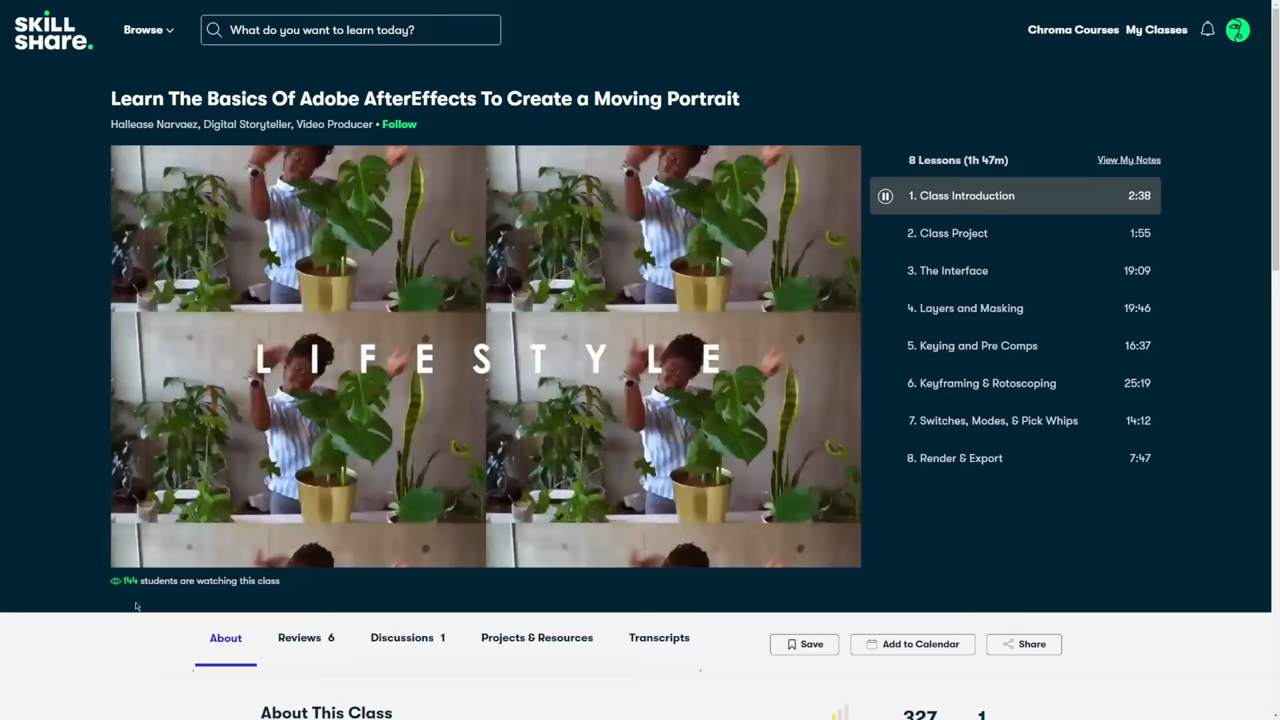 SKILL
SHARE.
Browse
What do you want to learn today?
Chroma Courses
My Classes
Learn The Basics Of Adobe AfterEffects To Create a Moving Portrait
Hallease Narvaez, Digital Storyteller, Video Producer • Follow
8 Lessons (1h 47m)
View My Notes
1. Class Introduction 2:38
2. Class Project 1:55
3. The Interface 19:09
4. Layers and Masking 19:46
5. Keying and Pre Comps 16:37
6. Keyframing & Rotoscoping 25:19
7. Switches, Modes, & Pick Whips 14:12
8. Render & Export 7:47
LIFESTYLE
144 students are watching this class
About
Reviews 6
Discussions 1
Projects & Resources
Transcripts
Save
Add to Calendar
Share
About This Class
327
1